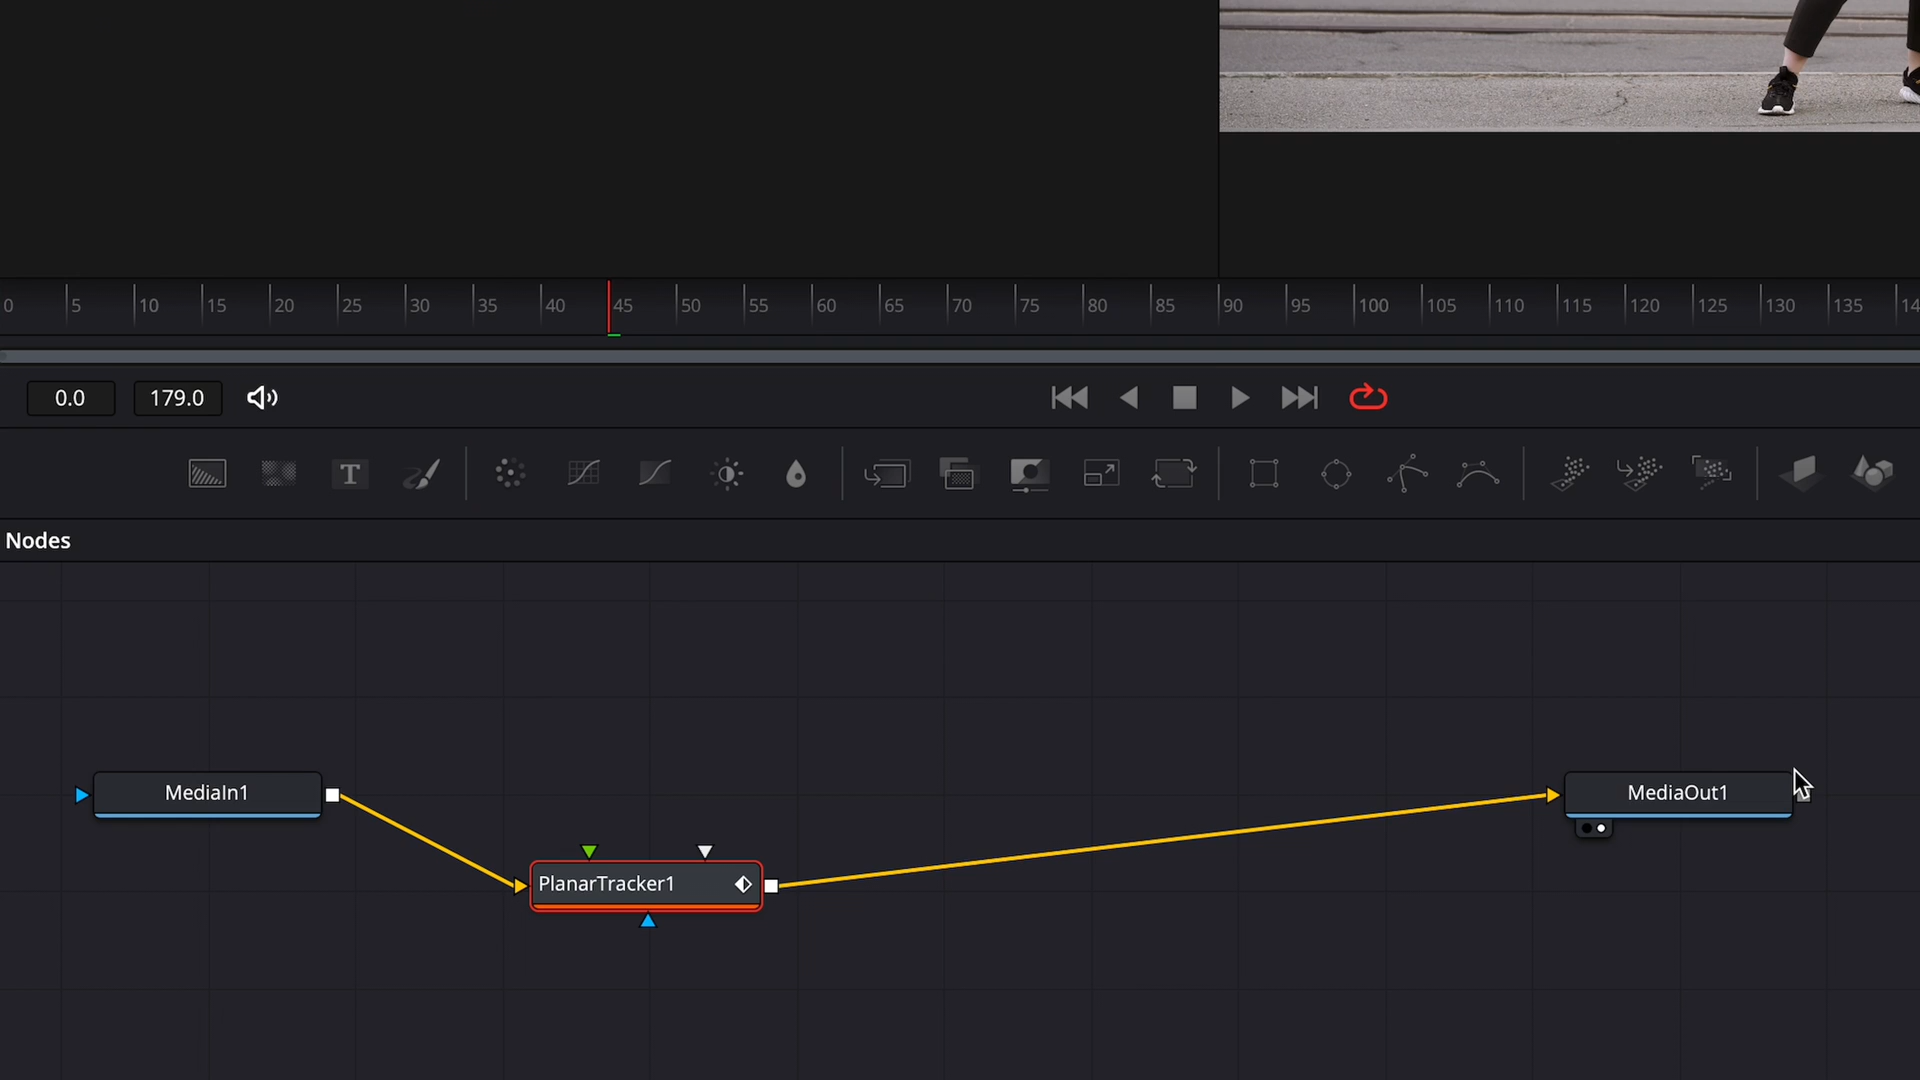 0 5 10 15 20 25 30 35 40 45 50 55 60 65 70 75 80 85 90 95 100 105 110 115 120 125 130 135
0.0 179.0
T
Nodes
MediaIn1 MediaOut1
PlanarTracker1